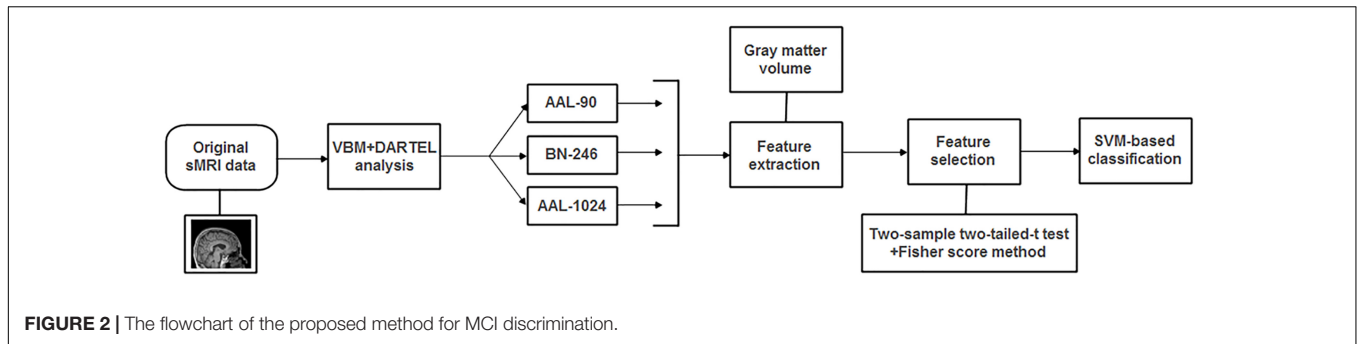 Original
sMRI data
VBM+DARTEL
analysis
AAL-90
BN-246
AAL-1024
Gray matter
volume
Feature
extraction
Feature
selection
Two-sample two-tailed-t test
+Fisher score method
SVM-based
classification
FIGURE 2 | The flowchart of the proposed method for MCI discrimination.